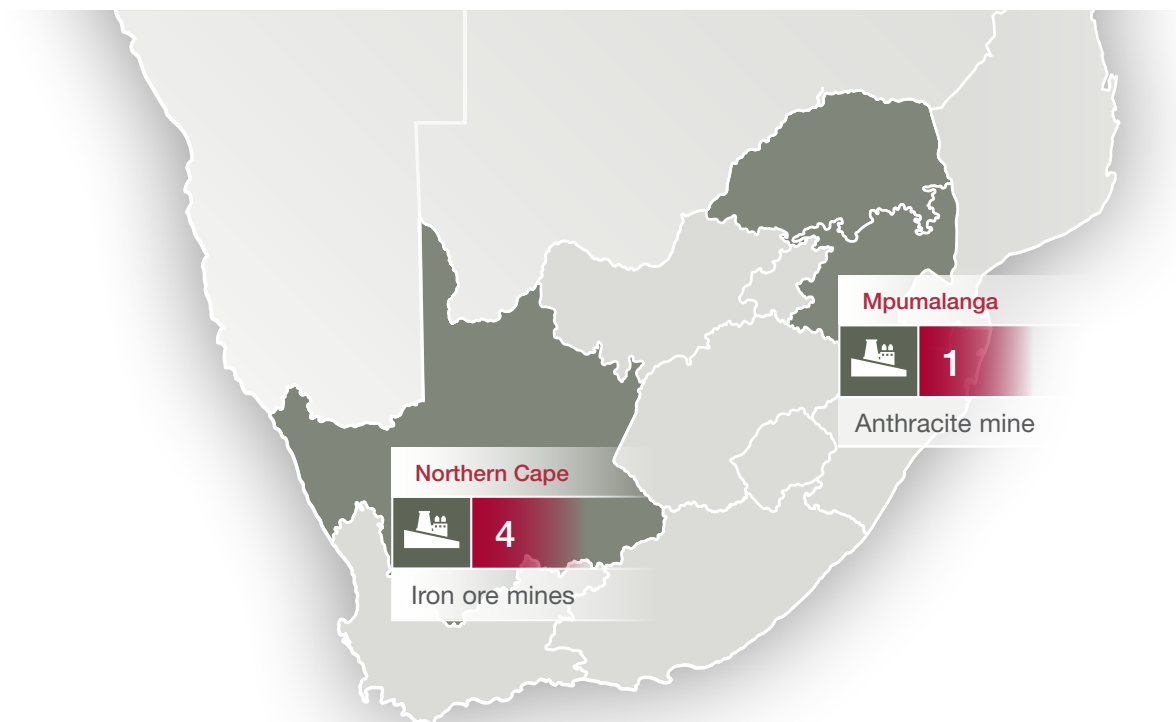 Mpumalanga
1
Anthracite mine
Northern Cape
4
Iron ore mines